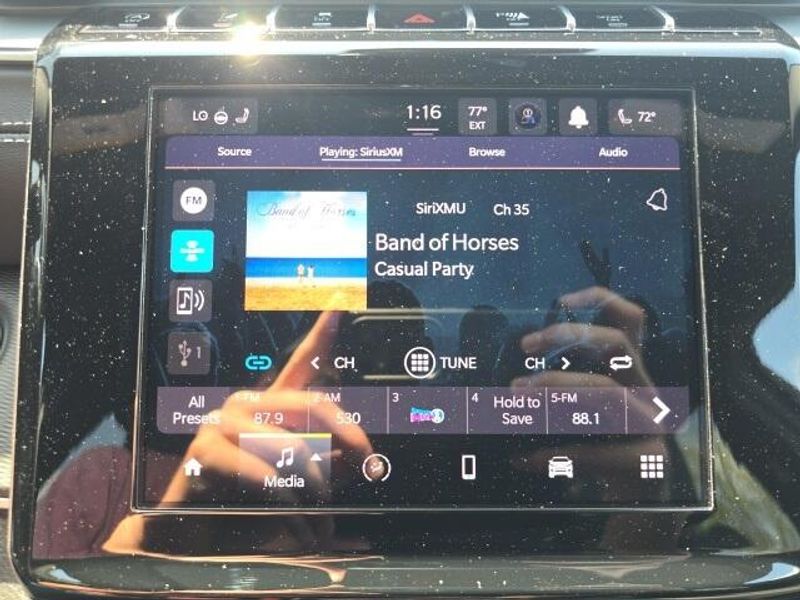 LO 1:16 77° EXT 72°
Source Playing: SiriusXM Browse Audio
FM
SiriXMU Ch 35
Band of Horses
Band of Horses
Casual Party
1
CH TUNE CH
All Presets 1-FM 87.9 2-AM 530 3 4 Hold to Save 5-FM 88.1
Media